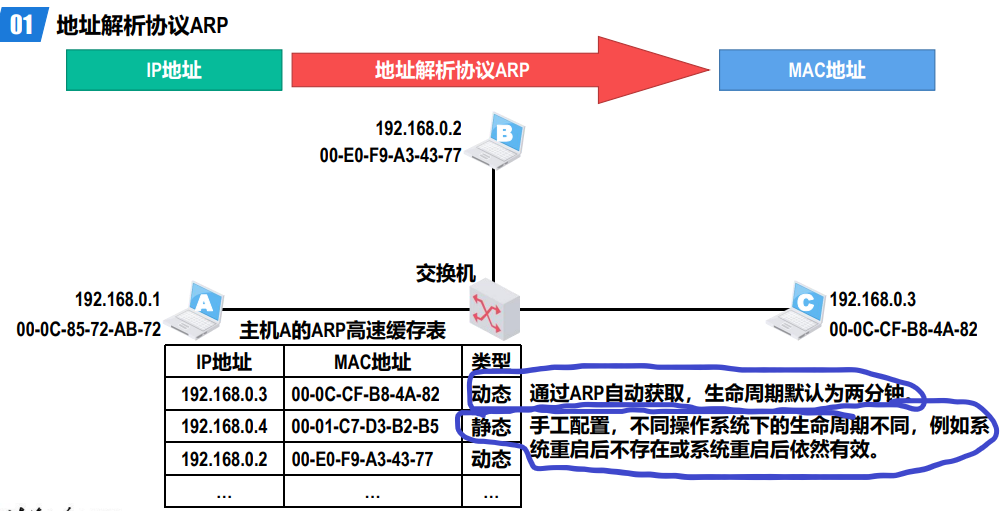 01 地址解析协议ARP
IP地址 地址解析协议ARP MAC地址
192.168.0.2
00-E0-F9-A3-43-77
B
交换机
192.168.0.1
00-0C-85-72-AB-72
A
C
192.168.0.3
00-0C-CF-B8-4A-82
主机A的ARP高速缓存表
IP地址 MAC地址 类型
192.168.0.3 00-0C-CF-B8-4A-82 动态 通过ARP自动获取，生命周期默认为两分钟。
192.168.0.4 00-01-C7-D3-B2-B5 静态 手工配置，不同操作系统下的生命周期不同，例如系
统重启后不存在或系统重启后依然有效。
192.168.0.2 00-E0-F9-A3-43-77 动态
… … …